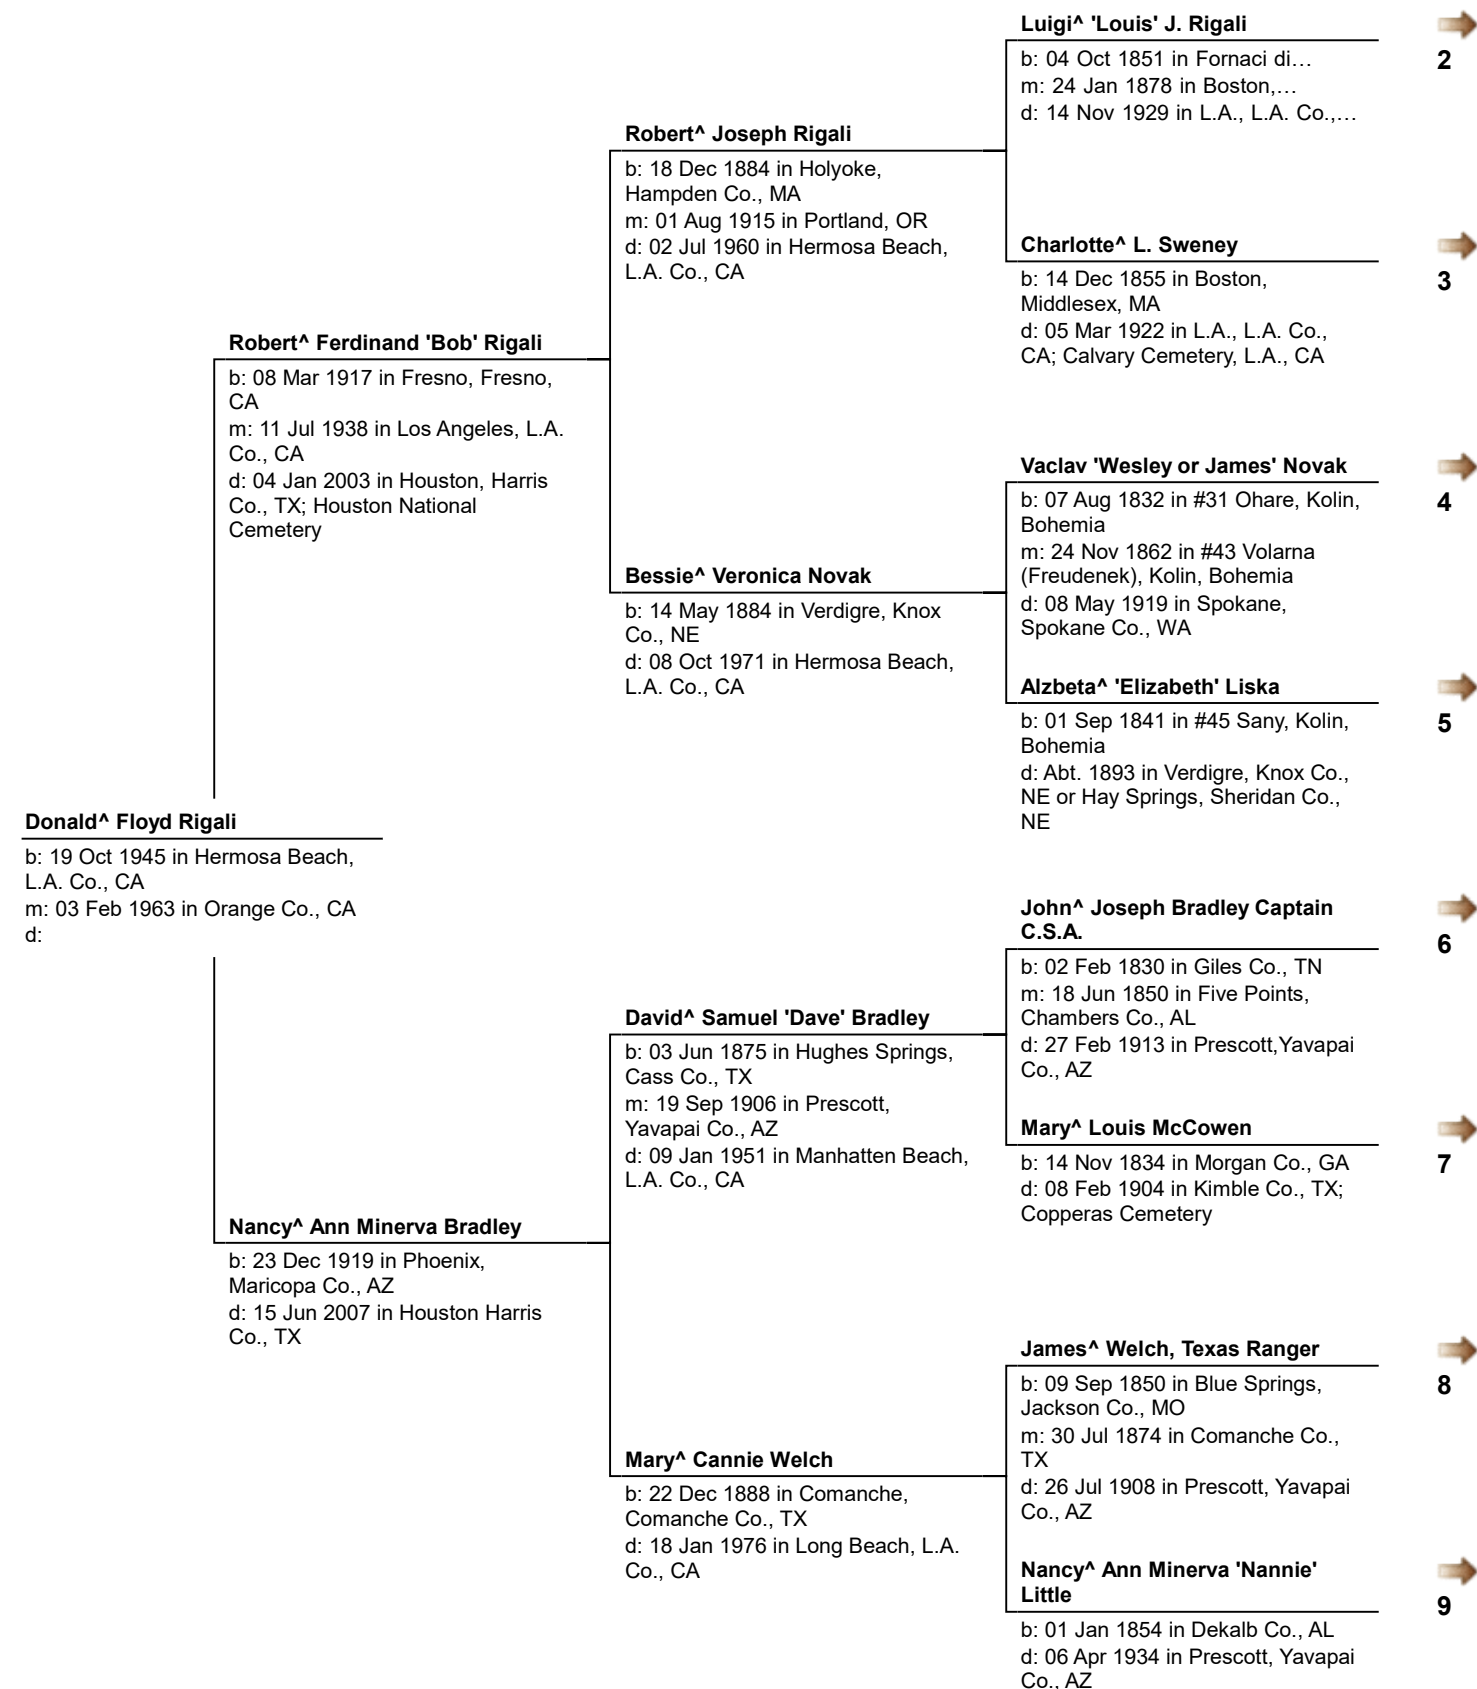 Luigi^ 'Louis' J. Rigali
b: 04 Oct 1851 in Fornaci di…
m: 24 Jan 1878 in Boston,…
d: 14 Nov 1929 in L.A., L.A. Co.,…
2
Robert^ Joseph Rigali
b: 18 Dec 1884 in Holyoke,
Hampden Co., MA
m: 01 Aug 1915 in Portland, OR
d: 02 Jul 1960 in Hermosa Beach,
L.A. Co., CA
Charlotte^ L. Sweney
b: 14 Dec 1855 in Boston,
Middlesex, MA
d: 05 Mar 1922 in L.A., L.A. Co.,
CA; Calvary Cemetery, L.A., CA
3
Robert^ Ferdinand 'Bob' Rigali
b: 08 Mar 1917 in Fresno, Fresno,
CA
m: 11 Jul 1938 in Los Angeles, L.A.
Co., CA
d: 04 Jan 2003 in Houston, Harris
Co., TX; Houston National
Cemetery
Vaclav 'Wesley or James' Novak
b: 07 Aug 1832 in #31 Ohare, Kolin,
Bohemia
m: 24 Nov 1862 in #43 Volarna
(Freudenek), Kolin, Bohemia
d: 08 May 1919 in Spokane,
Spokane Co., WA
4
Bessie^ Veronica Novak
b: 14 May 1884 in Verdigre, Knox
Co., NE
d: 08 Oct 1971 in Hermosa Beach,
L.A. Co., CA
Alzbeta^ 'Elizabeth' Liska
b: 01 Sep 1841 in #45 Sany, Kolin,
Bohemia
d: Abt. 1893 in Verdigre, Knox Co.,
NE or Hay Springs, Sheridan Co.,
NE
5
Donald^ Floyd Rigali
b: 19 Oct 1945 in Hermosa Beach,
L.A. Co., CA
m: 03 Feb 1963 in Orange Co., CA
d:
John^ Joseph Bradley Captain
C.S.A.
b: 02 Feb 1830 in Giles Co., TN
m: 18 Jun 1850 in Five Points,
Chambers Co., AL
d: 27 Feb 1913 in Prescott,Yavapai
Co., AZ
6
David^ Samuel 'Dave' Bradley
b: 03 Jun 1875 in Hughes Springs,
Cass Co., TX
m: 19 Sep 1906 in Prescott,
Yavapai Co., AZ
d: 09 Jan 1951 in Manhatten Beach,
L.A. Co., CA
Mary^ Louis McCowen
b: 14 Nov 1834 in Morgan Co., GA
d: 08 Feb 1904 in Kimble Co., TX;
Copperas Cemetery
7
Nancy^ Ann Minerva Bradley
b: 23 Dec 1919 in Phoenix,
Maricopa Co., AZ
d: 15 Jun 2007 in Houston Harris
Co., TX
James^ Welch, Texas Ranger
b: 09 Sep 1850 in Blue Springs,
Jackson Co., MO
m: 30 Jul 1874 in Comanche Co.,
TX
d: 26 Jul 1908 in Prescott, Yavapai
Co., AZ
8
Mary^ Cannie Welch
b: 22 Dec 1888 in Comanche,
Comanche Co., TX
d: 18 Jan 1976 in Long Beach, L.A.
Co., CA
Nancy^ Ann Minerva 'Nannie'
Little
b: 01 Jan 1854 in Dekalb Co., AL
d: 06 Apr 1934 in Prescott, Yavapai
Co., AZ
9